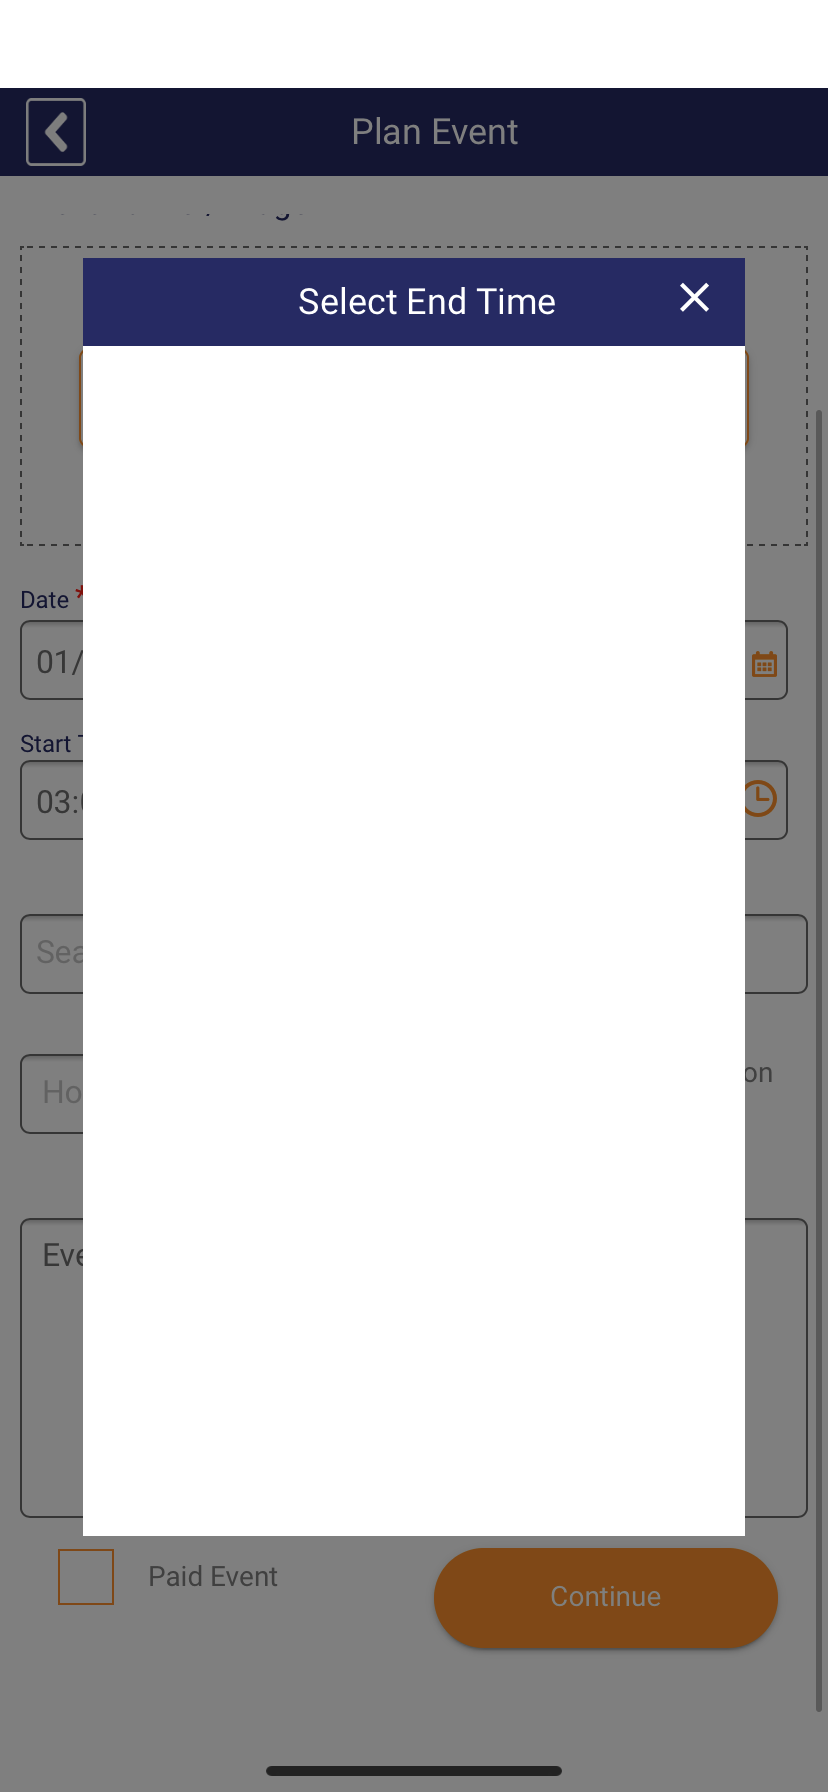 Plan Event
Select End Time
Date *
01/
Start
03:
Sea
Ho
on
Eve
Paid Event
Continue